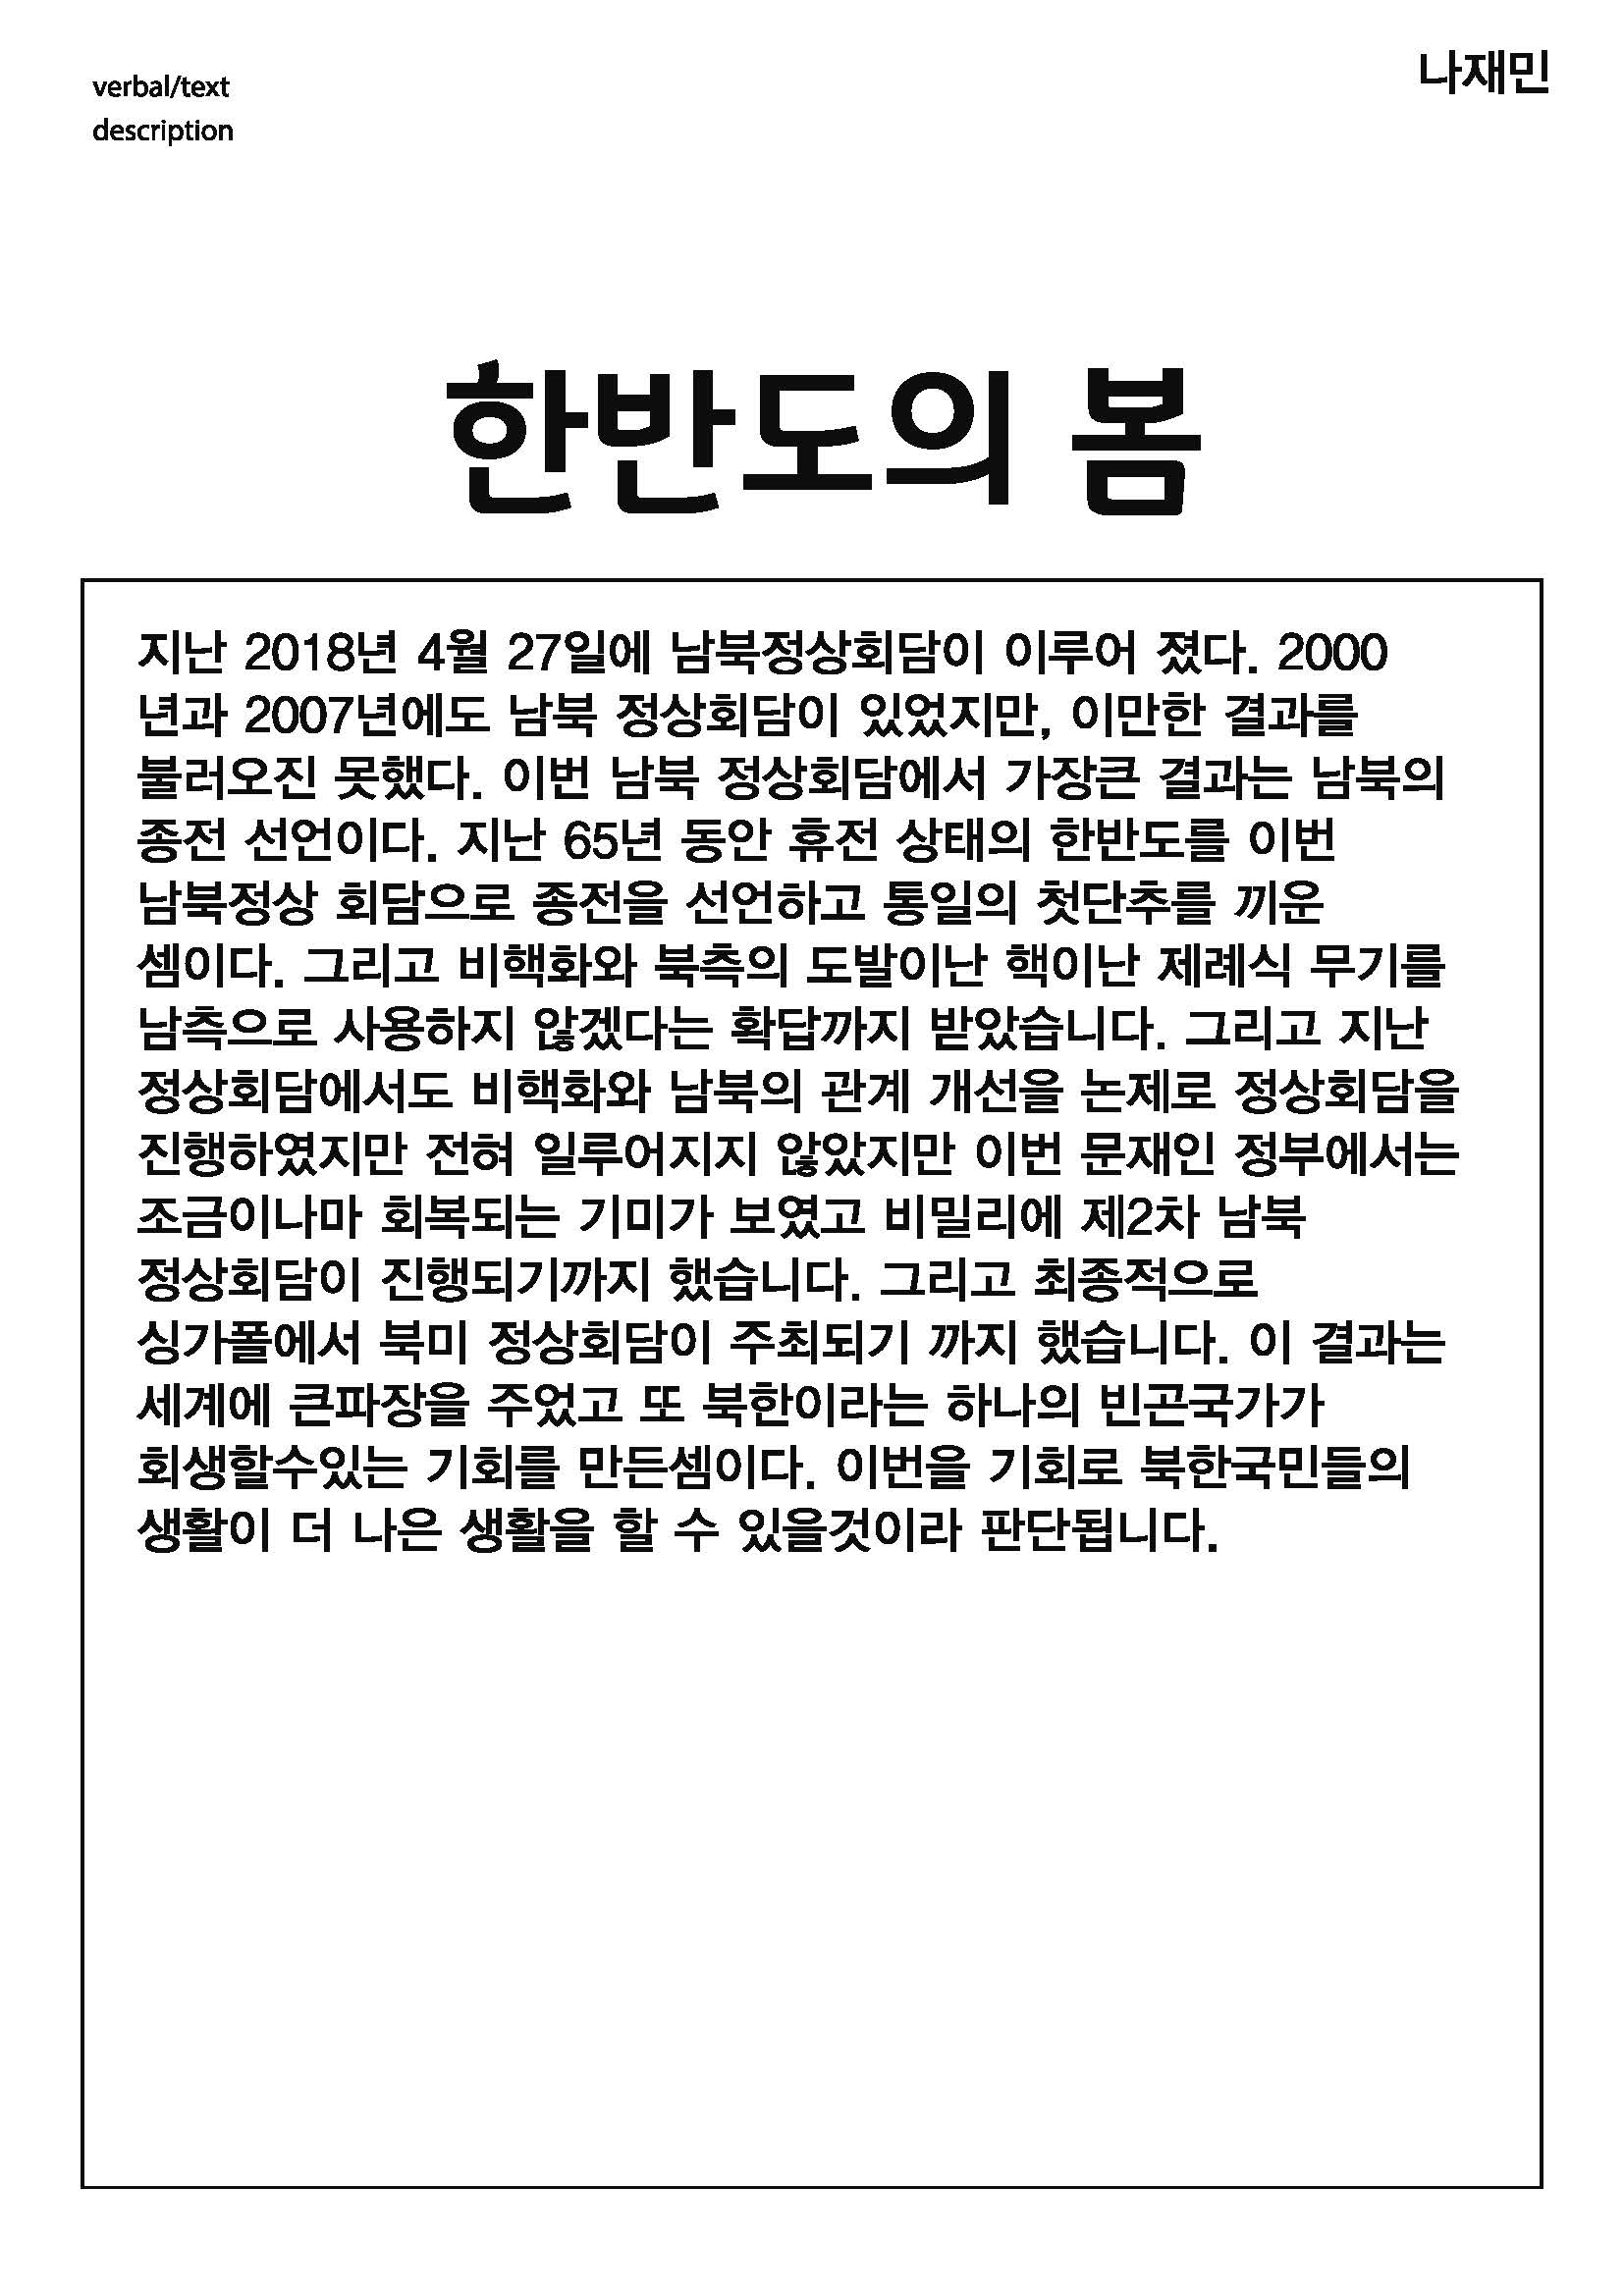 verbal/text
description
나재민
한반도의 봄
지난 2018년 4월 27일에 남북정상회담이 이루어 졌다. 2000
년과 2007년에도 남북 정상회담이 있었지만, 이만한 결과를
불러오진 못했다. 이번 남북 정상회담에서 가장큰 결과는 남북의
종전 선언이다. 지난 65년 동안 휴전 상태의 한반도를 이번
남북정상 회담으로 종전을 선언하고 통일의 첫단추를 끼운
셈이다. 그리고 비핵화와 북측의 도발이난 핵이난 제례식 무기를
남측으로 사용하지 않겠다는 확답까지 받았습니다. 그리고 지난
정상회담에서도 비핵화와 남북의 관계 개선을 논제로 정상회담을
진행하였지만 전혀 일루어지지 않았지만 이번 문재인 정부에서는
조금이나마 회복되는 기미가 보였고 비밀리에 제2차 남북
정상회담이 진행되기까지 했습니다. 그리고 최종적으로
싱가폴에서 북미 정상회담이 주최되기 까지 했습니다. 이 결과는
세계에 큰파장을 주었고 또 북한이라는 하나의 빈곤국가가
회생할수있는 기회를 만든셈이다. 이번을 기회로 북한국민들의
생활이 더 나은 생활을 할 수 있을것이라 판단됩니다.